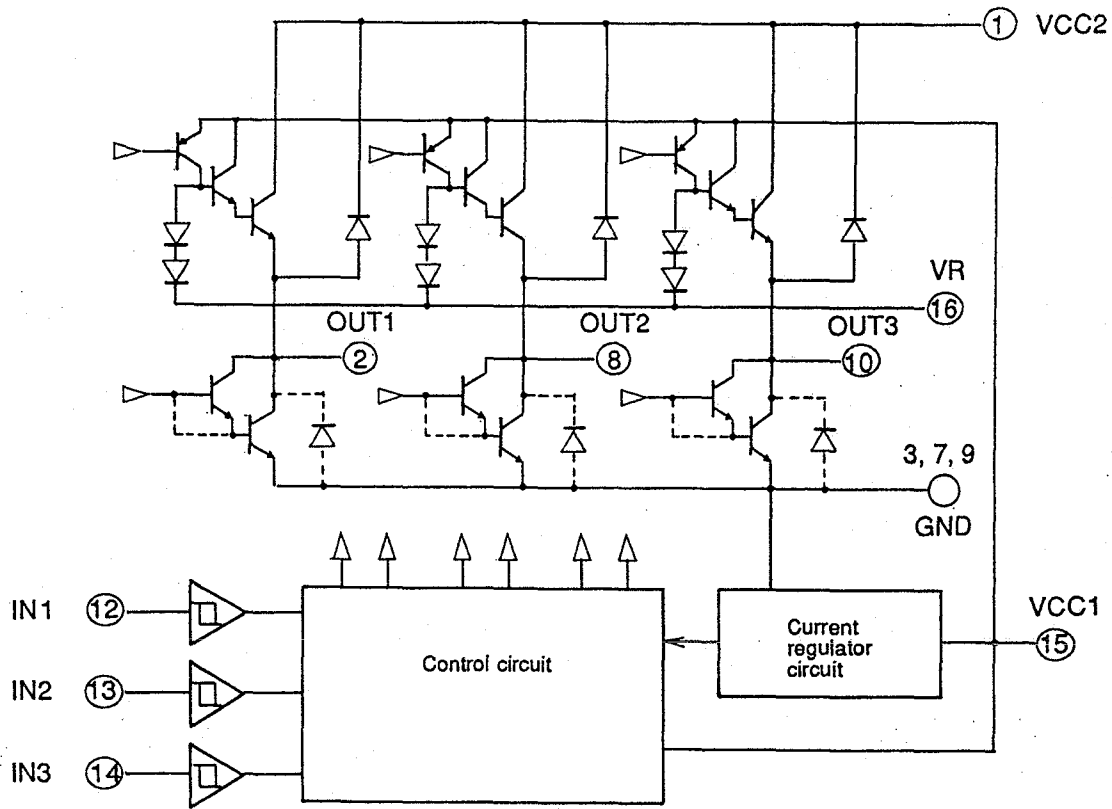 1 VCC2
VR
16
OUT1
2
OUT2
8
OUT3
10
3, 7, 9
GND
IN1 12
IN2 13
IN3 14
Control circuit
Current
regulator
circuit
VCC1
15